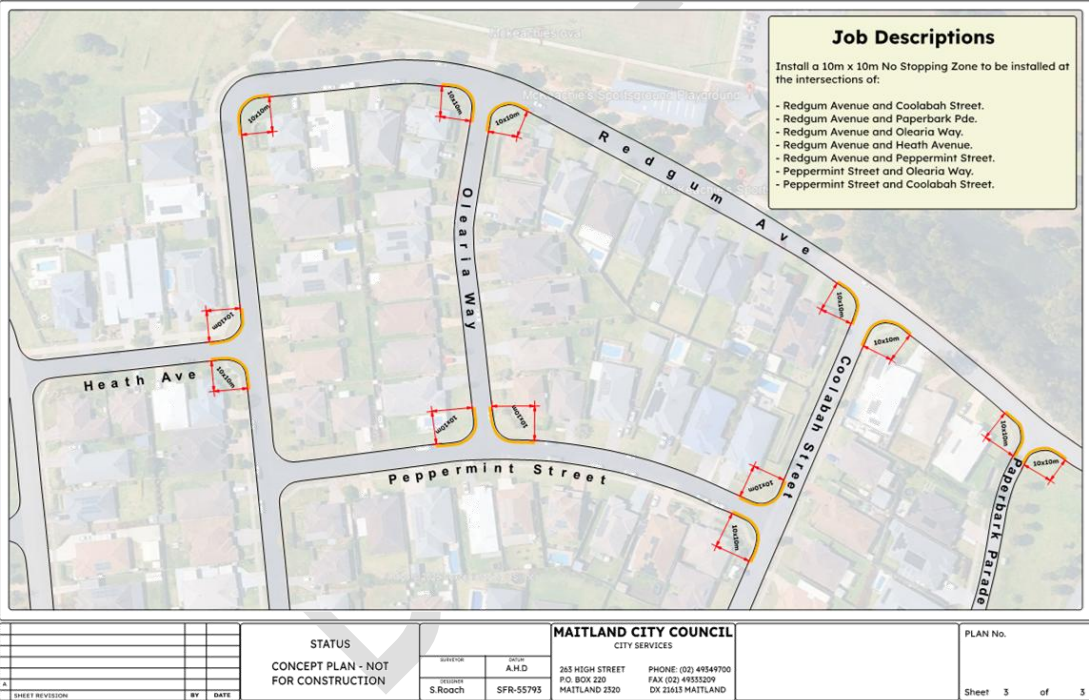 McKeachies Oval
McKeachie's Sportsground Playground
Job Descriptions
Install a 10m x 10m No Stopping Zone to be installed at
the intersections of:
- Redgum Avenue and Coolabah Street.
- Redgum Avenue and Paperbark Pde.
- Redgum Avenue and Olearia Way.
- Redgum Avenue and Heath Avenue.
- Redgum Avenue and Peppermint Street.
- Peppermint Street and Olearia Way.
- Peppermint Street and Coolabah Street.
10x10m
10x10m
10x10m
Redgum Ave
Olearia Way
10x10m
10x10m
10x10m
Heath Ave
10x10m
Coolabah Street
10x10m
10x10m
Peppermint Street
10x10m
10x10m
10x10m
10x10m
Paperbark Parade
STATUS
CONCEPT PLAN - NOT
FOR CONSTRUCTION
SURVEYOR
DATUM
A.H.D
DESIGNER
S.Roach
SFR-55793
MAITLAND CITY COUNCIL
CITY SERVICES
263 HIGH STREET
P.O. BOX 220
MAITLAND 2320
PHONE: (02) 49349700
FAX (02) 49333209
DX 21613 MAITLAND
PLAN No.
Sheet 3 of 3
A
SHEET REVISION
BY
DATE